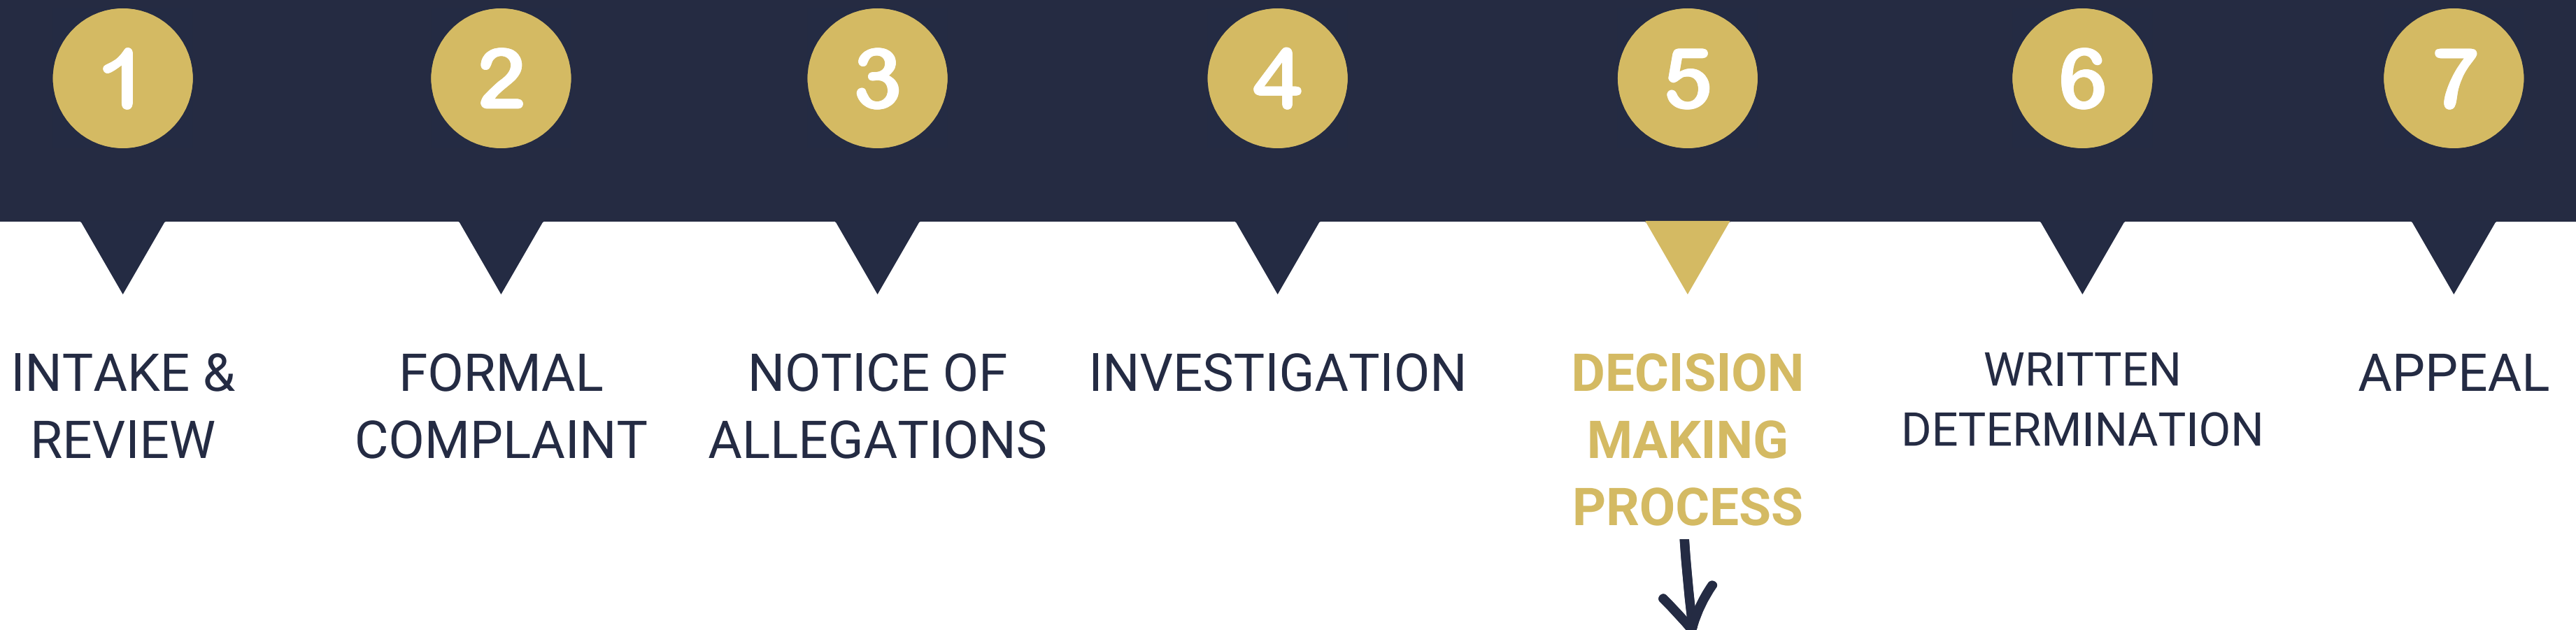 1
2
3
4
5
6
7
INTAKE &
REVIEW
FORMAL
COMPLAINT
NOTICE OF
ALLEGATIONS
INVESTIGATION
DECISION
MAKING
PROCESS
WRITTEN
DETERMINATION
APPEAL